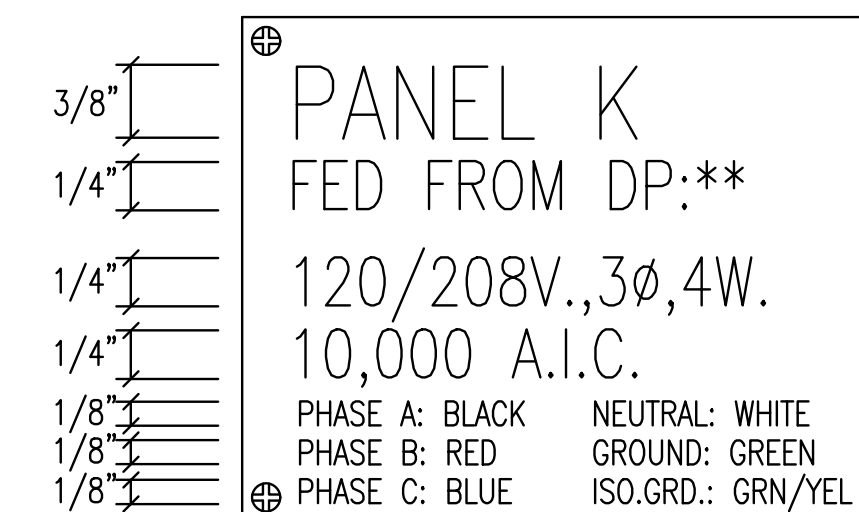 3/8" PANEL K
1/4" FED FROM DP:**
1/4" 120/208V.,3ø,4W.
1/4" 10,000 A.I.C.
1/8" PHASE A: BLACK NEUTRAL: WHITE
1/8" PHASE B: RED GROUND: GREEN
1/8" PHASE C: BLUE ISO.GRD.: GRN/YEL